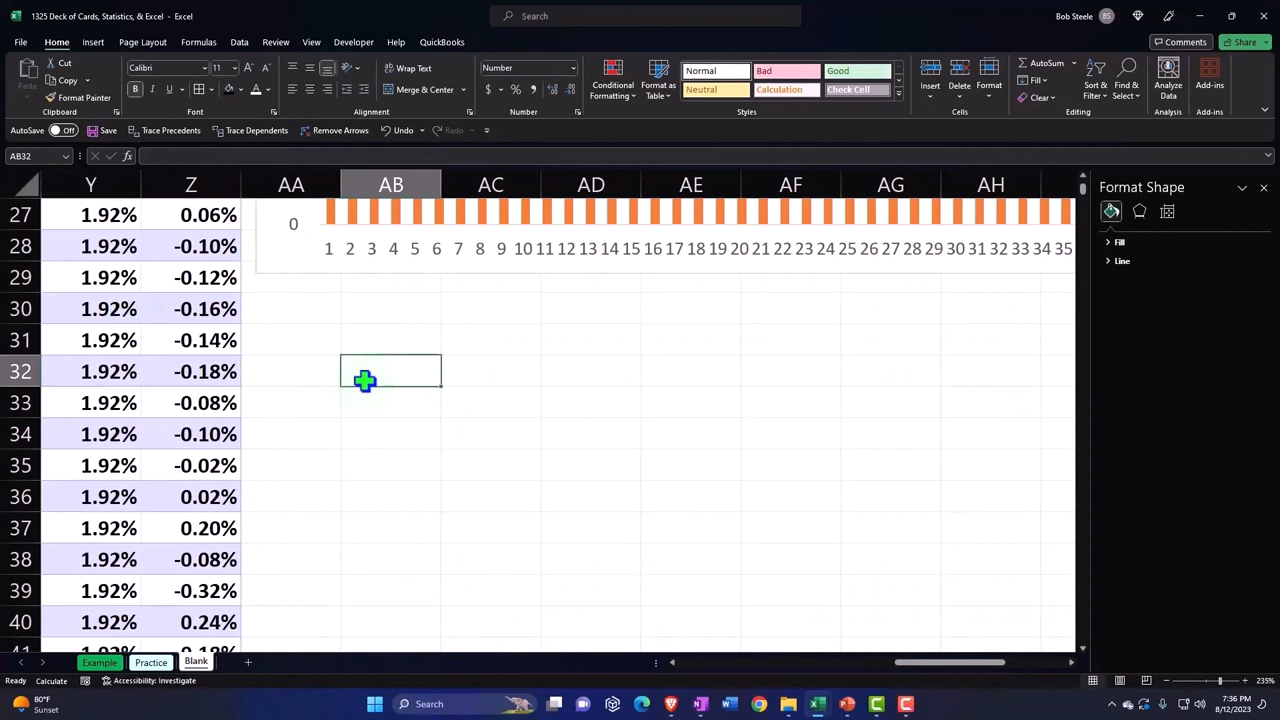 1325 Deck of Cards, Statistics, & Excel - Excel
Search
Bob Steele
BS
File Home Insert Page Layout Formulas Data Review View Developer Help QuickBooks
Comments
Share
Cut
Copy
Paste
Format Painter
Clipboard
Calibri
11
B I U
Font
Wrap Text
Merge & Center
Alignment
Number
$ % 9
Number
Conditional Formatting
Format as Table
Normal Bad Good
Neutral Calculation Check Cell
Styles
Insert Delete Format
Cells
AutoSum
Fill
Clear
Sort & Filter
Find & Select
Editing
Analyze Data
Analysis
Add-ins
Add-ins
AutoSave Off Save Trace Precedents Trace Dependents Remove Arrows Undo Redo
AB32 fx
Format Shape
Fill
Line
Y Z AA AB AC AD AE AF AG AH
27 1.92% 0.06%
0
28 1.92% -0.10%
1 2 3 4 5 6 7 8 9 10 11 12 13 14 15 16 17 18 19 20 21 22 23 24 25 26 27 28 29 30 31 32 33 34 35
29 1.92% -0.12%
30 1.92% -0.16%
31 1.92% -0.14%
32 1.92% -0.18%
33 1.92% -0.08%
34 1.92% -0.10%
35 1.92% -0.02%
36 1.92% 0.02%
37 1.92% 0.20%
38 1.92% -0.08%
39 1.92% -0.32%
40 1.92% 0.24%
41 1.92%
Example Practice Blank
Ready Calculate Accessibility: Investigate
235%
80°F
Sunset
Search
7:36 PM
8/12/2023